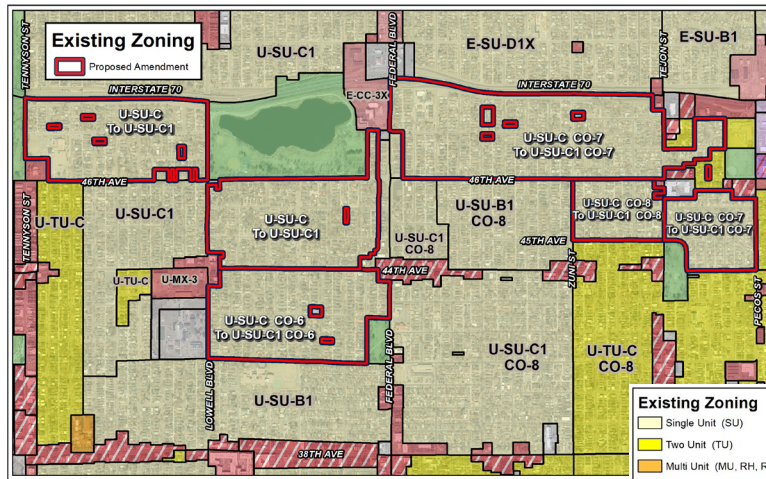 Existing Zoning
Proposed Amendment
TENNYSON ST
U-SU-C1
FEDERAL BLVD
E-SU-D1X
TEJON ST
E-SU-B1
INTERSTATE 70
E-CC-3X
INTERSTATE 70
U-SU-C
To U-SU-C1
U-SU-C CO-7
To U-SU-C1 CO-7
46TH AVE
46TH AVE
TENNYSON ST
U-TU-C
U-SU-C1
U-SU-C
To U-SU-C1
U-SU-C1
CO-8
U-SU-B1
CO-8
U-SU-C CO-8
To U-SU-C1 CO-8
U-SU-C CO-7
To U-SU-C1 CO-7
45TH AVE
ZUNI ST
44TH AVE
PECOS ST
U-TU-C
U-MX-3
U-SU-C CO-6
To U-SU-C1 CO-6
LOWELL BLVD
FEDERAL BLVD
U-SU-C1
CO-8
U-TU-C
CO-8
U-SU-B1
38TH AVE
Existing Zoning
Single Unit (SU)
Two Unit (TU)
Multi Unit (MU, RH, R